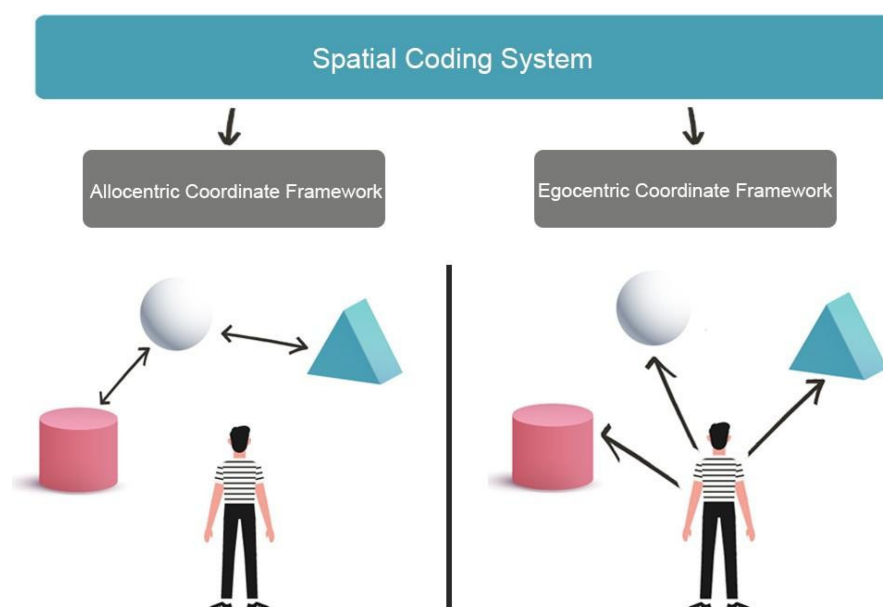 Spatial Coding System
Allocentric Coordinate Framework
Egocentric Coordinate Framework